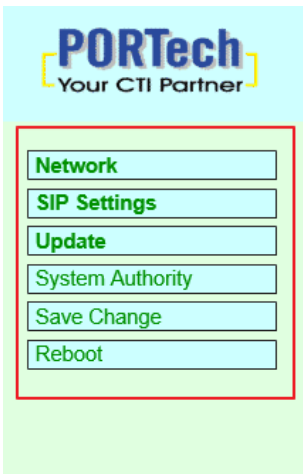 PORTech
Your CTI Partner
Network
SIP Settings
Update
System Authority
Save Change
Reboot